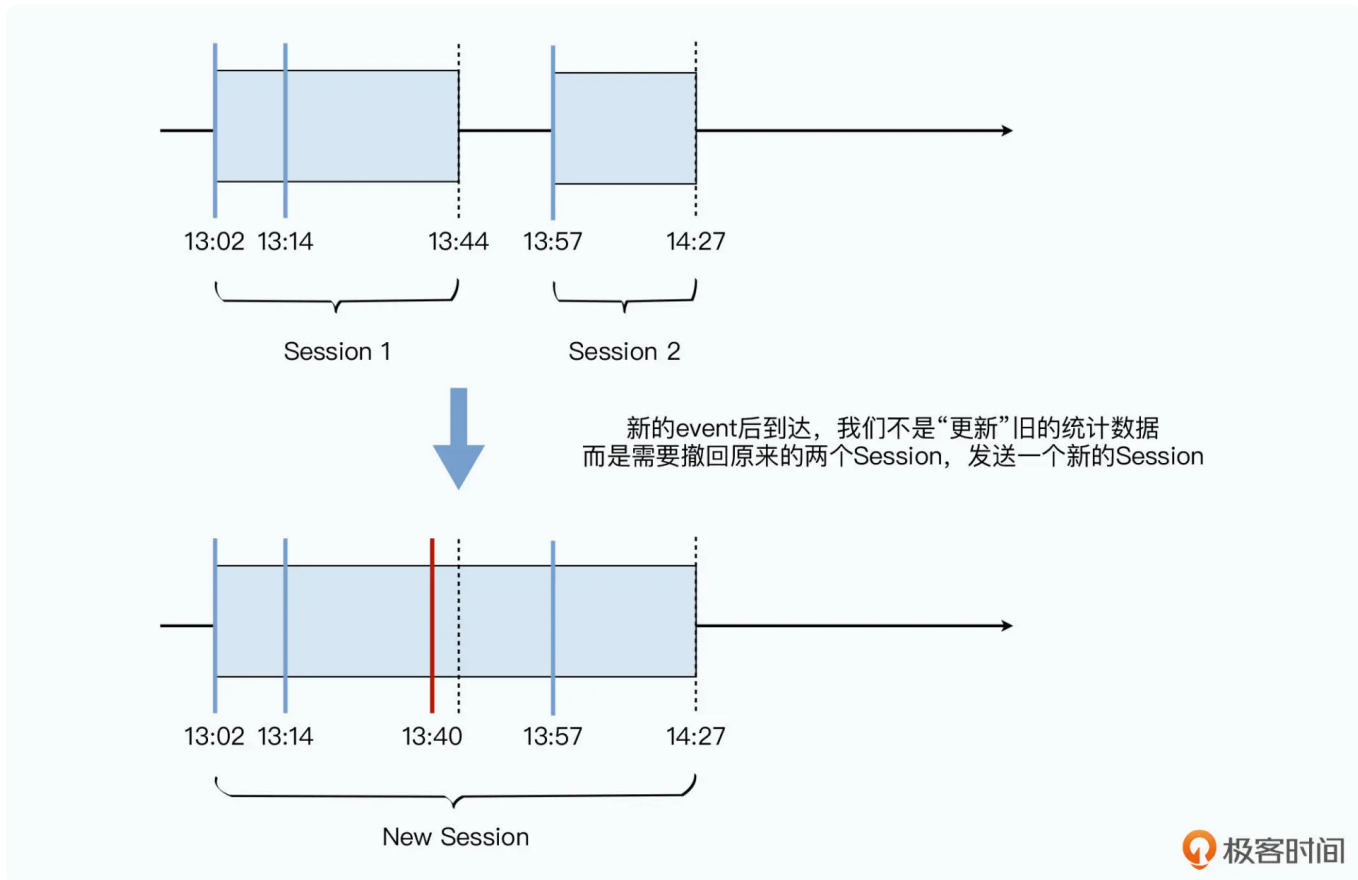 13:02 13:14 13:44 13:57 14:27
Session 1 Session 2
新的event后到达，我们不是“更新”旧的统计数据
而是需要撤回原来的两个Session，发送一个新的Session
13:02 13:14 13:40 13:57 14:27
New Session
极客时间